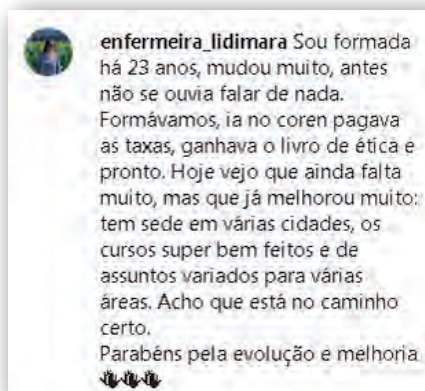 enfermeira_lidimara Sou formada
há 23 anos, mudou muito, antes
não se ouvia falar de nada.
Formávamos, ia no coren pagava
as taxas, ganhava o livro de ética e
pronto. Hoje vejo que ainda falta
muito, mas que já melhorou muito:
tem sede em várias cidades, os
cursos super bem feitos e de
assuntos variados para várias
áreas. Acho que está no caminho
certo.
Parabéns pela evolução e melhoria
👏👏👏